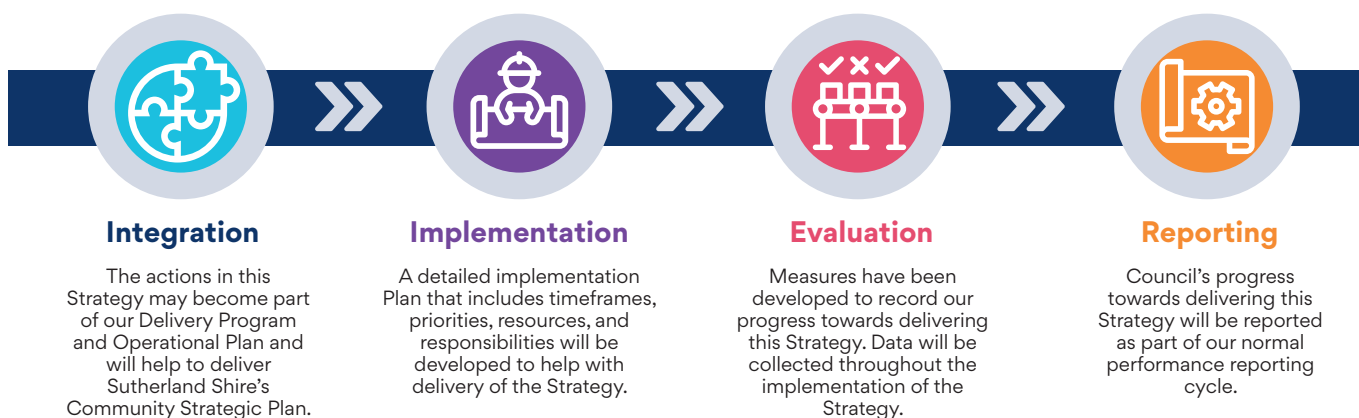 Integration
The actions in this
Strategy may become part
of our Delivery Program
and Operational Plan and
will help to deliver
Sutherland Shire’s
Community Strategic Plan.
Implementation
A detailed implementation
Plan that includes timeframes,
priorities, resources, and
responsibilities will be
developed to help with
delivery of the Strategy.
Evaluation
Measures have been
developed to record our
progress towards delivering
this Strategy. Data will be
collected throughout the
implementation of the
Strategy.
Reporting
Council’s progress
towards delivering this
Strategy will be reported
as part of our normal
performance reporting
cycle.